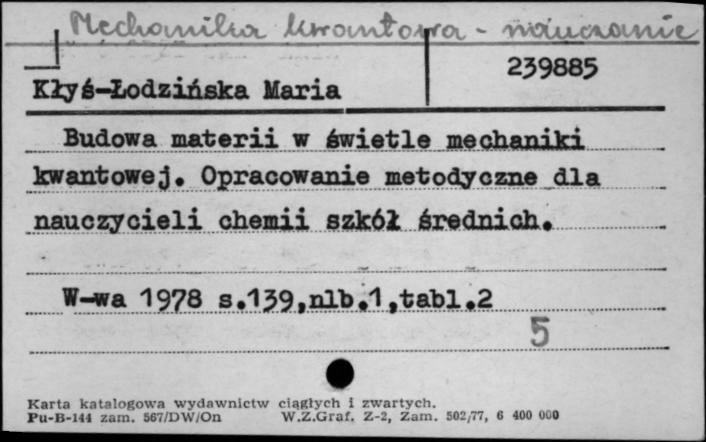 Mechanika kwantowa - nauczanie
239885
Kłyś-Łodzińska Maria
Budowa materii w świetle mechaniki
kwantowej. Opracowanie metodyczne dla
nauczycieli chemii szkół średnich.
W-wa 1978 s.139,nlb.1,tabl.2
5
Karta katalogowa wydawnictw ciągłych i zwartych.
Pu-B-144 zam. 567/DW/On W.Z.Graf. Z-2, Zam. 502/77, 6 400 000